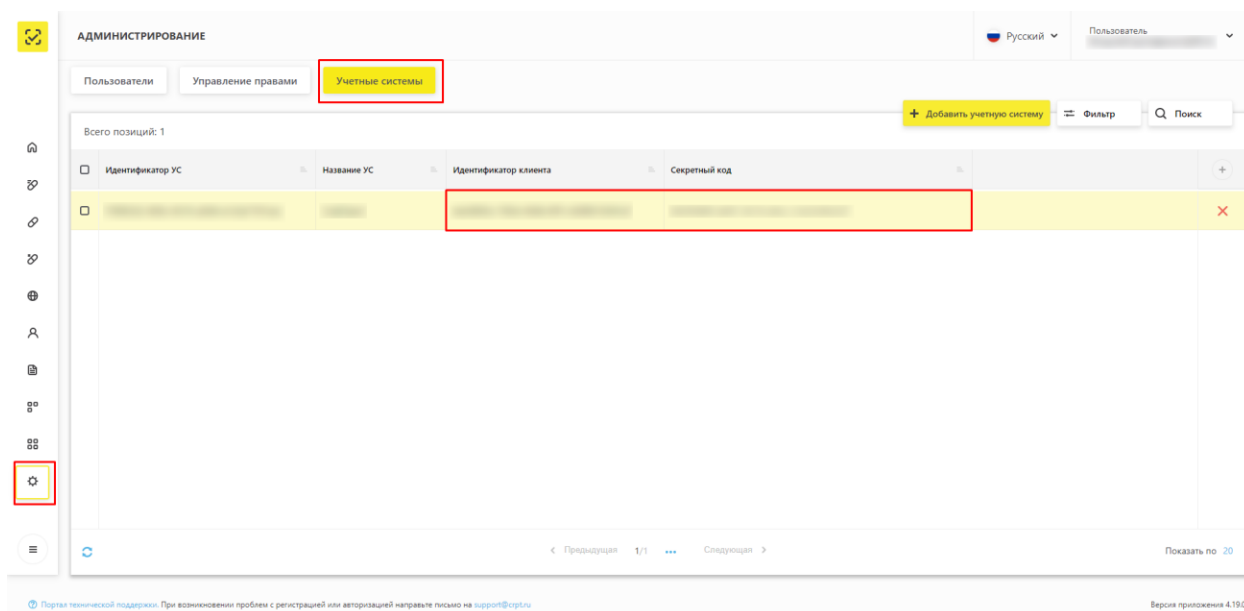 АДМИНИСТРИРОВАНИЕ
Русский
Пользователь
Пользователи
Управление правами
Учетные системы
+ Добавить учетную систему
Фильтр
Поиск
Всего позиций: 1
Идентификатор УС
Название УС
Идентификатор клиента
Секретный код
Предыдущая 1/1 ... Следующая
Показать по 20
Портал технической поддержки. При возникновении проблем с регистрацией или авторизацией направьте письмо на support@crpt.ru
Версия приложения 4.19.0